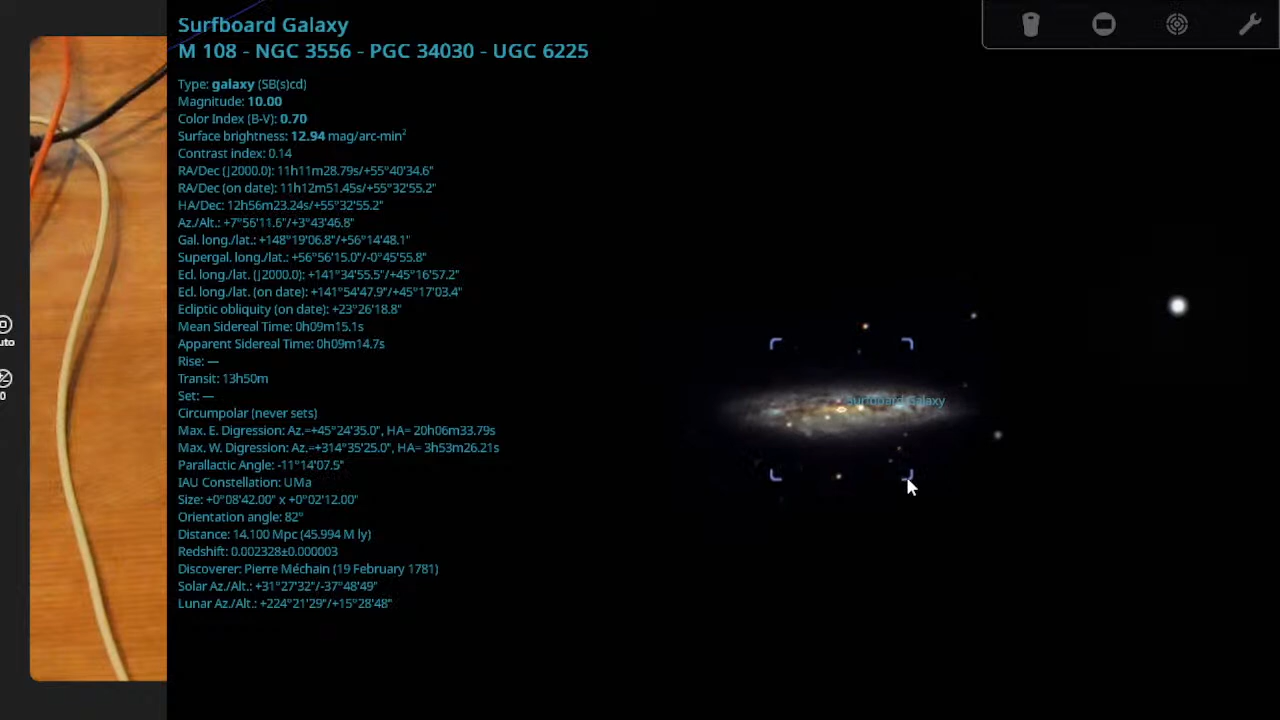 Surfboard Galaxy
M 108 - NGC 3556 - PGC 34030 - UGC 6225
Type: galaxy (SB(s)cd)
Magnitude: 10.00
Color Index (B-V): 0.70
Surface brightness: 12.94 mag/arc-min²
Contrast index: 0.14
RA/Dec (J2000.0): 11h11m28.79s/+55°40'34.6"
RA/Dec (on date): 11h12m51.45s/+55°32'55.2"
HA/Dec: 12h56m23.24s/+55°32'55.2"
Az./Alt.: +7°56'11.6"/+3°43'46.8"
Gal. long./lat.: +148°19'06.8"/+56°14'48.1"
Supergal. long./lat.: +56°56'15.0"/-0°45'55.8"
Ecl. long./lat. (J2000.0): +141°34'55.5"/+45°16'57.2"
Ecl. long./lat. (on date): +141°54'47.9"/+45°17'03.4"
Ecliptic obliquity (on date): +23°26'18.8"
Mean Sidereal Time: 0h09m15.1s
Apparent Sidereal Time: 0h09m14.7s
Rise: —
Transit: 13h50m
Set: —
Circumpolar (never sets)
Max. E. Digression: Az.=+45°24'35.0", HA= 20h06m33.79s
Max. W. Digression: Az.=+314°35'25.0", HA= 3h53m26.21s
Parallactic Angle: -11°14'07.5"
IAU Constellation: UMa
Size: +0°08'42.00" x +0°02'12.00"
Orientation angle: 82°
Distance: 14.100 Mpc (45.994 M ly)
Redshift: 0.002328±0.000003
Discoverer: Pierre Méchain (19 February 1781)
Solar Az./Alt.: +31°27'32"/-37°48'49"
Lunar Az./Alt.: +224°21'29"/+15°28'48"
Surfboard Galaxy
uto
0